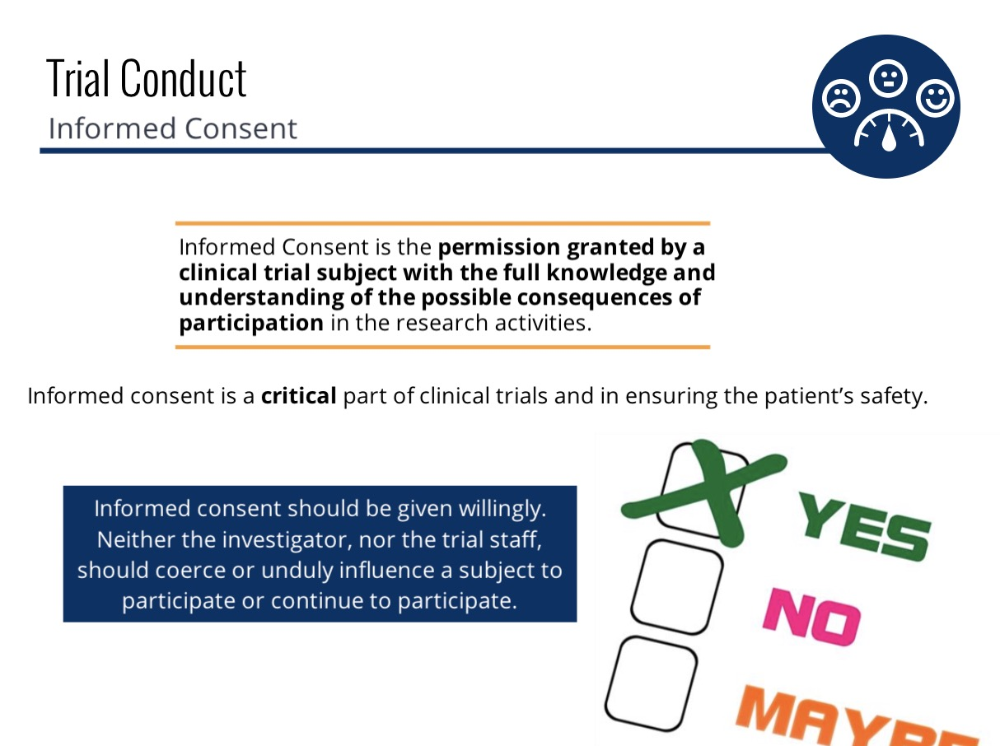 Trial Conduct
Informed Consent
Informed Consent is the permission granted by a
clinical trial subject with the full knowledge and
understanding of the possible consequences of
participation in the research activities.
Informed consent is a critical part of clinical trials and in ensuring the patient’s safety.
Informed consent should be given willingly.
Neither the investigator, nor the trial staff,
should coerce or unduly influence a subject to
participate or continue to participate.
YES
NO
MAYBE